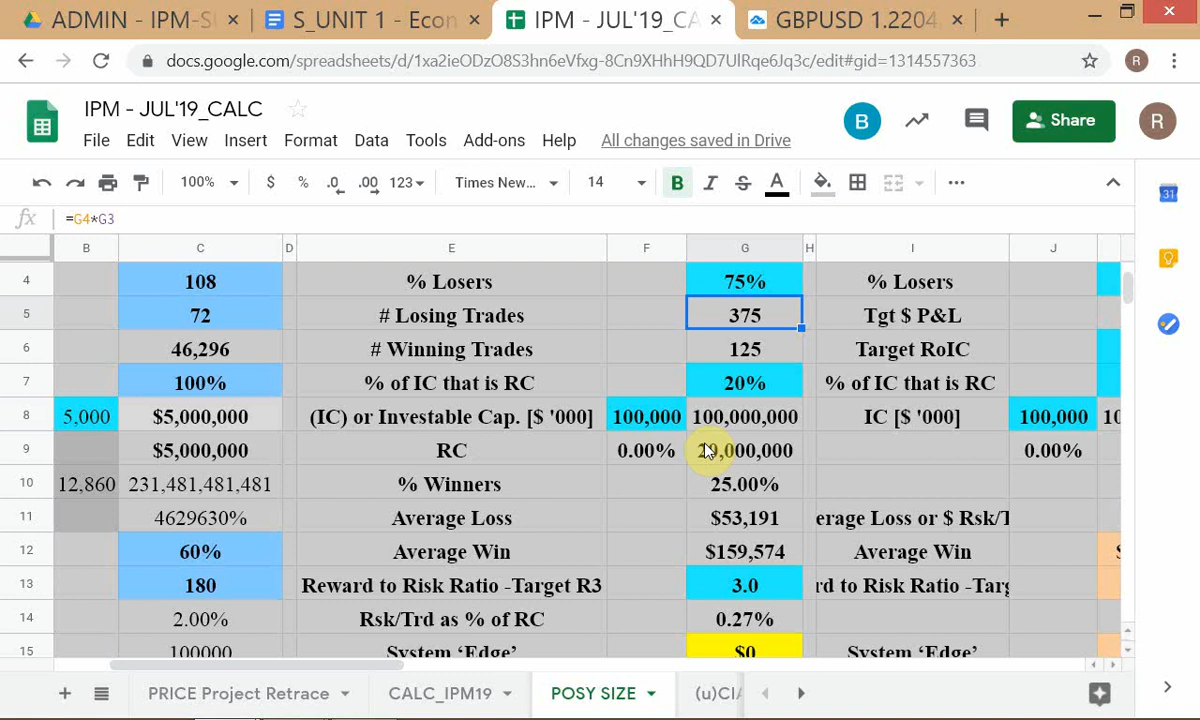 ADMIN - IPM-S
S_UNIT 1 - Econ
IPM - JUL'19_CA
GBPUSD 1.2204
docs.google.com/spreadsheets/d/1xa2ieODzO8S3hn6eVfxg-8Cn9XHhH9QD7UlRqe6Jq3c/edit#gid=1314557363
R
IPM - JUL'19_CALC
File Edit View Insert Format Data Tools Add-ons Help All changes saved in Drive
B
Share
R
100% $ % .0 .00 123 Times New... 14 B I S A
31
fx =G4*G3
B C D E F G H I J
4 108 % Losers 75% % Losers
5 72 # Losing Trades 375 Tgt $ P&L
6 46,296 # Winning Trades 125 Target RoIC
7 100% % of IC that is RC 20% % of IC that is RC
8 5,000 $5,000,000 (IC) or Investable Cap. [$ '000] 100,000 100,000,000 IC [$ '000] 100,000 10
9 $5,000,000 RC 0.00% 20,000,000 0.00%
10 12,860 231,481,481,481 % Winners 25.00%
11 4629630% Average Loss $53,191 erage Loss or $ Rsk/T
12 60% Average Win $159,574 Average Win $
13 180 Reward to Risk Ratio -Target R3 3.0 rd to Risk Ratio -Targ
14 2.00% Rsk/Trd as % of RC 0.27%
15 100000 System ‘Edge’ $0 System ‘Edge’
PRICE Project Retrace CALC_IPM19 POSY SIZE (u)CIA